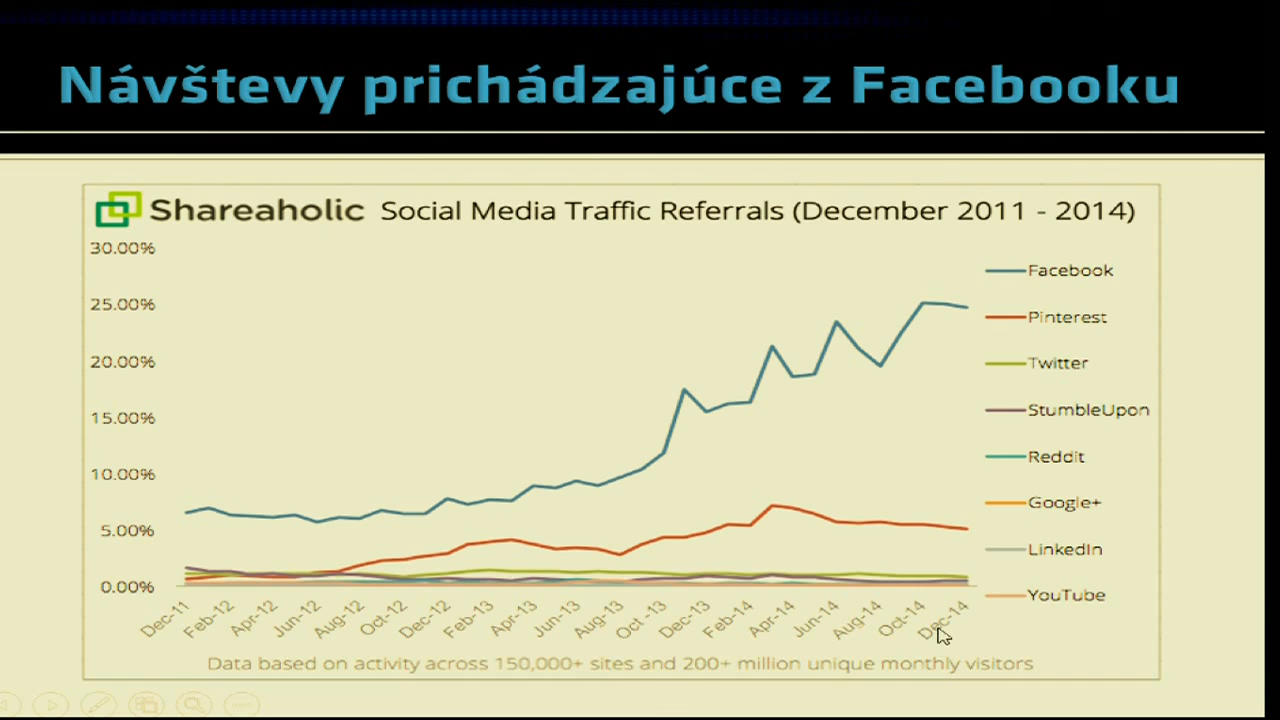 Návštevy prichádzajúce z Facebooku
Shareaholic Social Media Traffic Referrals (December 2011 - 2014)
30.00%
25.00%
20.00%
15.00%
10.00%
5.00%
0.00%
Dec-11 Feb-12 Apr-12 Jun-12 Aug-12 Oct-12 Dec-12 Feb-13 Apr-13 Jun-13 Aug-13 Oct-13 Dec-13 Feb-14 Apr-14 Jun-14 Aug-14 Oct-14 Dec-14
Facebook
Pinterest
Twitter
StumbleUpon
Reddit
Google+
LinkedIn
YouTube
Data based on activity across 150,000+ sites and 200+ million unique monthly visitors